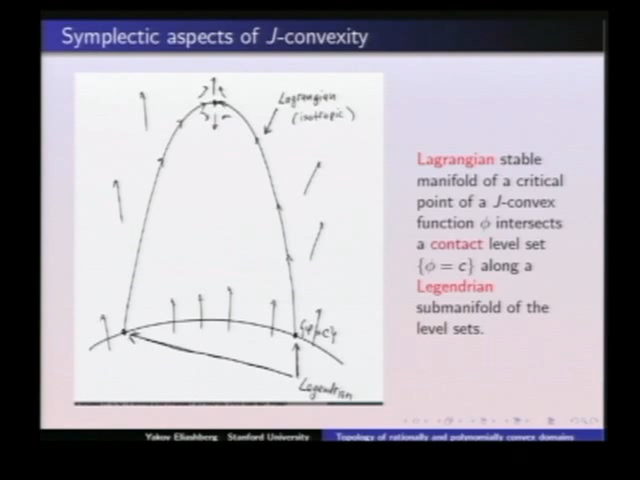 Symplectic aspects of J-convexity
Lagrangian
(isotropic)
{φ=c}
Legendrian
Lagrangian stable
manifold of a critical
point of a J-convex
function ϕ intersects
a contact level set
{ϕ = c} along a
Legendrian
submanifold of the
level sets.
Yakov Eliashberg Stanford University
Topology of rationally and polynomially convex domains